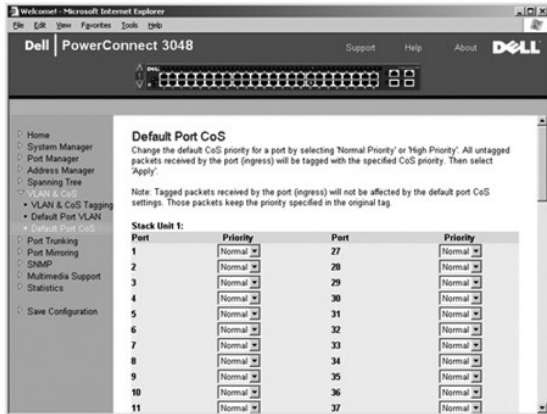 Welcome! - Microsoft Internet Explorer
File Edit View Favorites Tools Help
Dell | PowerConnect 3048
Support Help About DELL
Home
System Manager
Port Manager
Address Manager
Spanning Tree
VLAN & CoS
VLAN & CoS Tagging
Default Port VLAN
Default Port CoS
Port Trunking
Port Mirroring
SNMP
Multimedia Support
Statistics
Save Configuration
Default Port CoS
Change the default CoS priority for a port by selecting 'Normal Priority' or 'High Priority'. All untagged
packets received by the port (ingress) will be tagged with the specified CoS priority. Then select
'Apply'.
Note: Tagged packets received by the port (ingress) will not be affected by the default port CoS
settings. Those packets keep the priority specified in the original tag.
Stack Unit 1:
Port Priority Port Priority
1 Normal 27 Normal
2 Normal 28 Normal
3 Normal 29 Normal
4 Normal 30 Normal
5 Normal 31 Normal
6 Normal 32 Normal
7 Normal 33 Normal
8 Normal 34 Normal
9 Normal 35 Normal
10 Normal 36 Normal
11 Normal 37 Normal